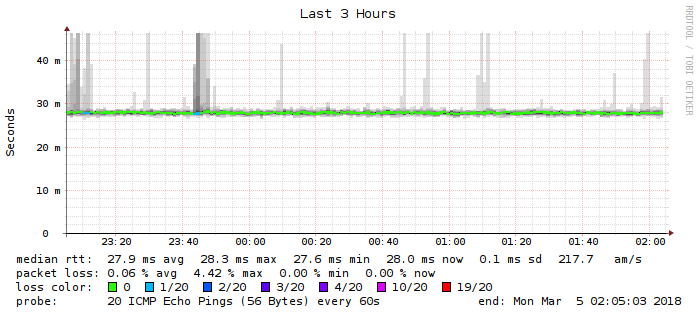 Last 3 Hours
RRDTOOL / TOBI OETIKER
Seconds
40 m
30 m
20 m
10 m
0
23:20 23:40 00:00 00:20 00:40 01:00 01:20 01:40 02:00
median rtt: 27.9 ms avg 28.3 ms max 27.6 ms min 28.0 ms now 0.1 ms sd 217.7 am/s
packet loss: 0.06 % avg 4.42 % max 0.00 % min 0.00 % now
loss color: 0 1/20 2/20 3/20 4/20 10/20 19/20
probe: 20 ICMP Echo Pings (56 Bytes) every 60s end: Mon Mar 5 02:05:03 2018